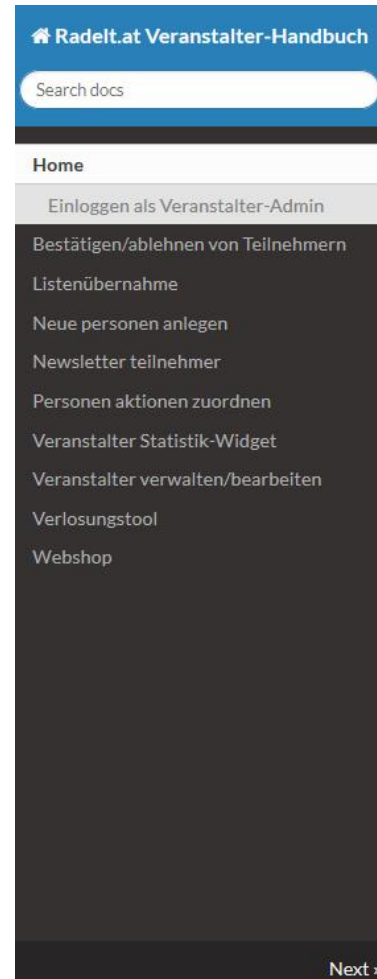 Radelt.at Veranstalter-Handbuch
Search docs
Home
Einloggen als Veranstalter-Admin
Bestätigen/ablehnen von Teilnehmern
Listenübernahme
Neue personen anlegen
Newsletter teilnehmer
Personen aktionen zuordnen
Veranstalter Statistik-Widget
Veranstalter verwalten/bearbeiten
Verlosungstool
Webshop
Next »